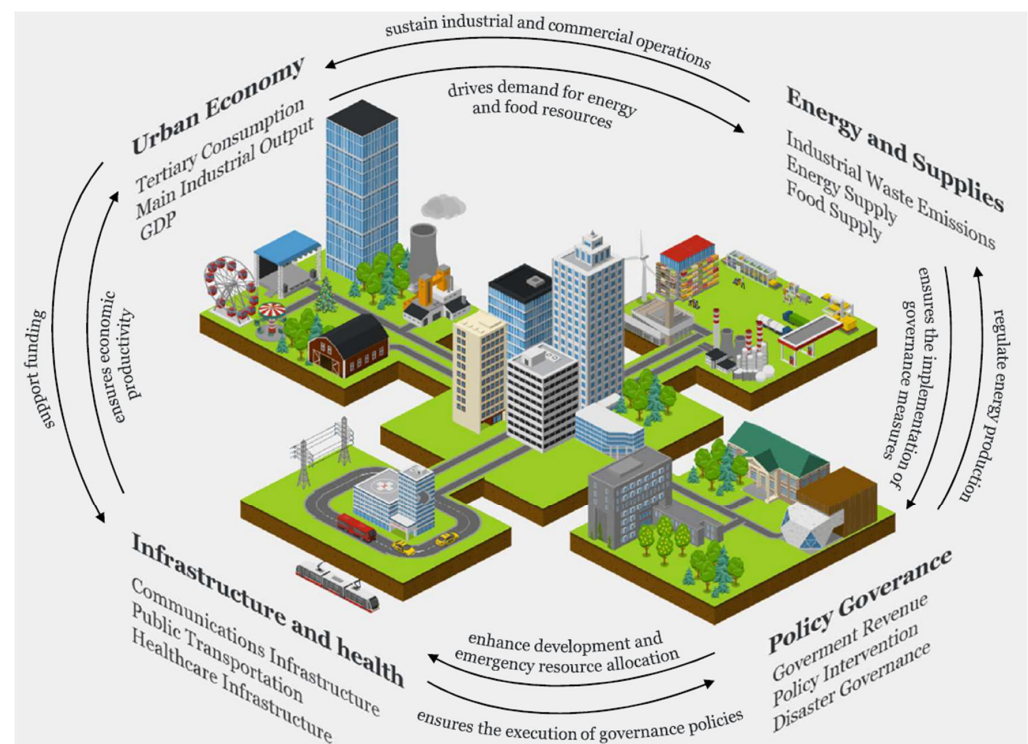 sustain industrial and commercial operations
drives demand for energy
and food resources
Urban Economy
Tertiary Consumption
Main Industrial Output
GDP
Energy and Supplies
Industrial Waste Emissions
Energy Supply
Food Supply
support funding
ensures economic
productivity
ensures the implementation of
governance measures
regulate energy production
Infrastructure and health
Communications Infrastructure
Public Transportation
Healthcare Infrastructure
Policy Goverance
Goverment Revenue
Policy Intervention
Disaster Governance
enhance development and
emergency resource allocation
ensures the execution of governance policies